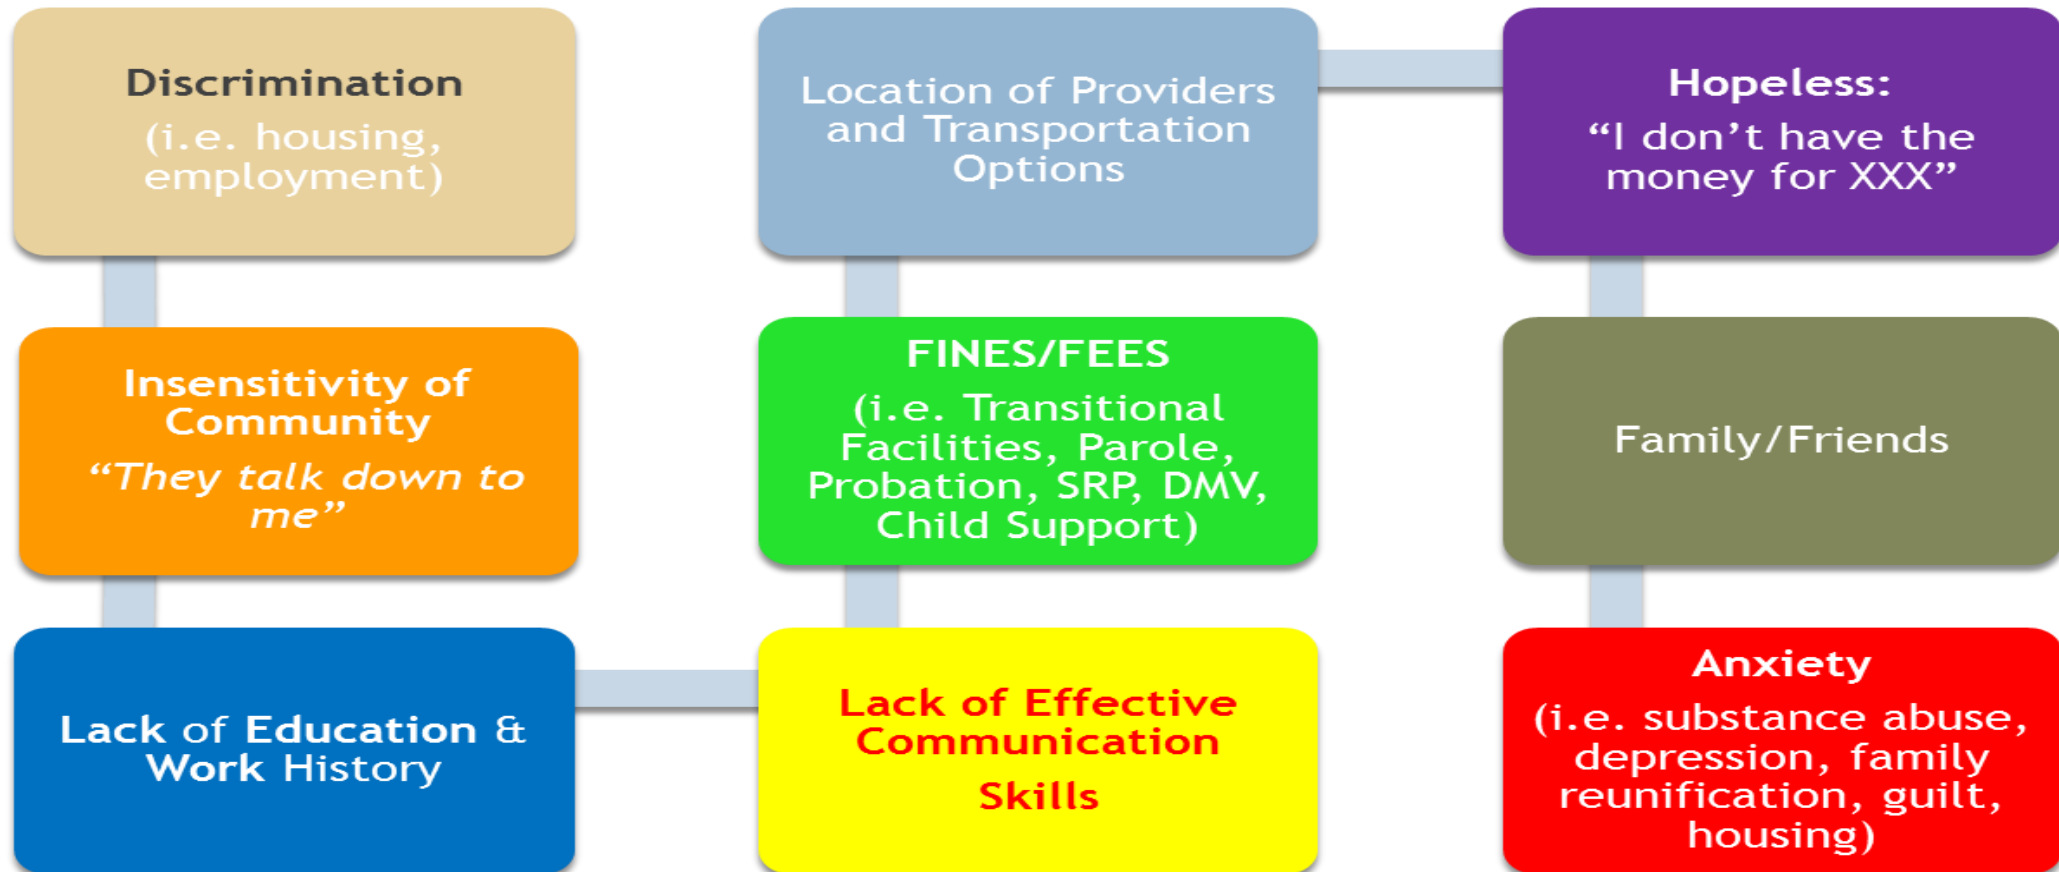 Discrimination
(i.e. housing,
employment)
Insensitivity of
Community
“They talk down to
me”
Lack of Education &
Work History
Lack of Effective
Communication
Skills
FINES/FEES
(i.e. Transitional
Facilities, Parole,
Probation, SRP, DMV,
Child Support)
Location of Providers
and Transportation
Options
Hopeless:
“I don’t have the
money for XXX”
Family/Friends
Anxiety
(i.e. substance abuse,
depression, family
reunification, guilt,
housing)